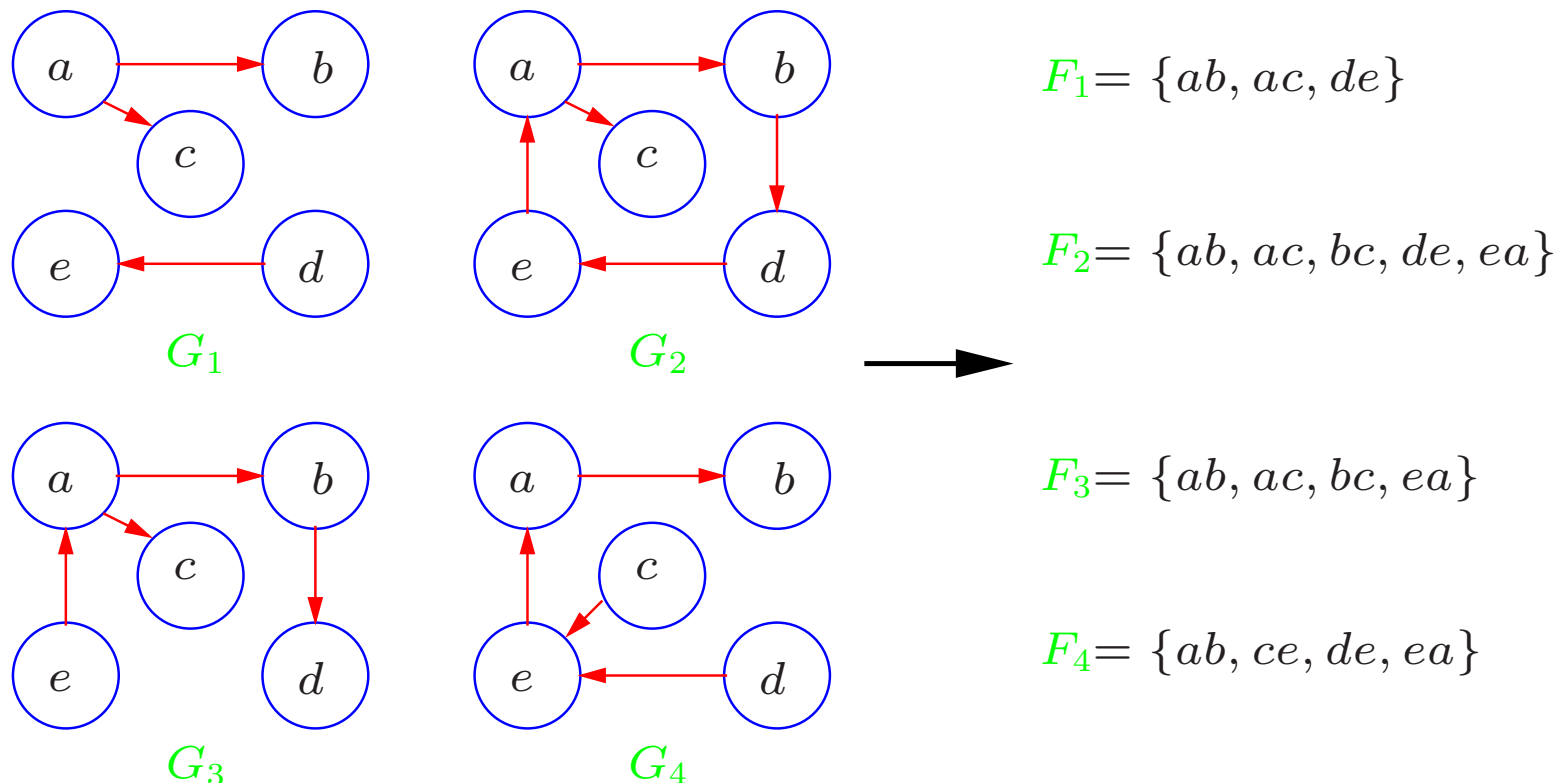 a b
c
e d
G1
a b
c
e d
G2
a b
c
e d
G3
a b
c
e d
G4
F1= {ab, ac, de}
F2= {ab, ac, bc, de, ea}
F3= {ab, ac, bc, ea}
F4= {ab, ce, de, ea}